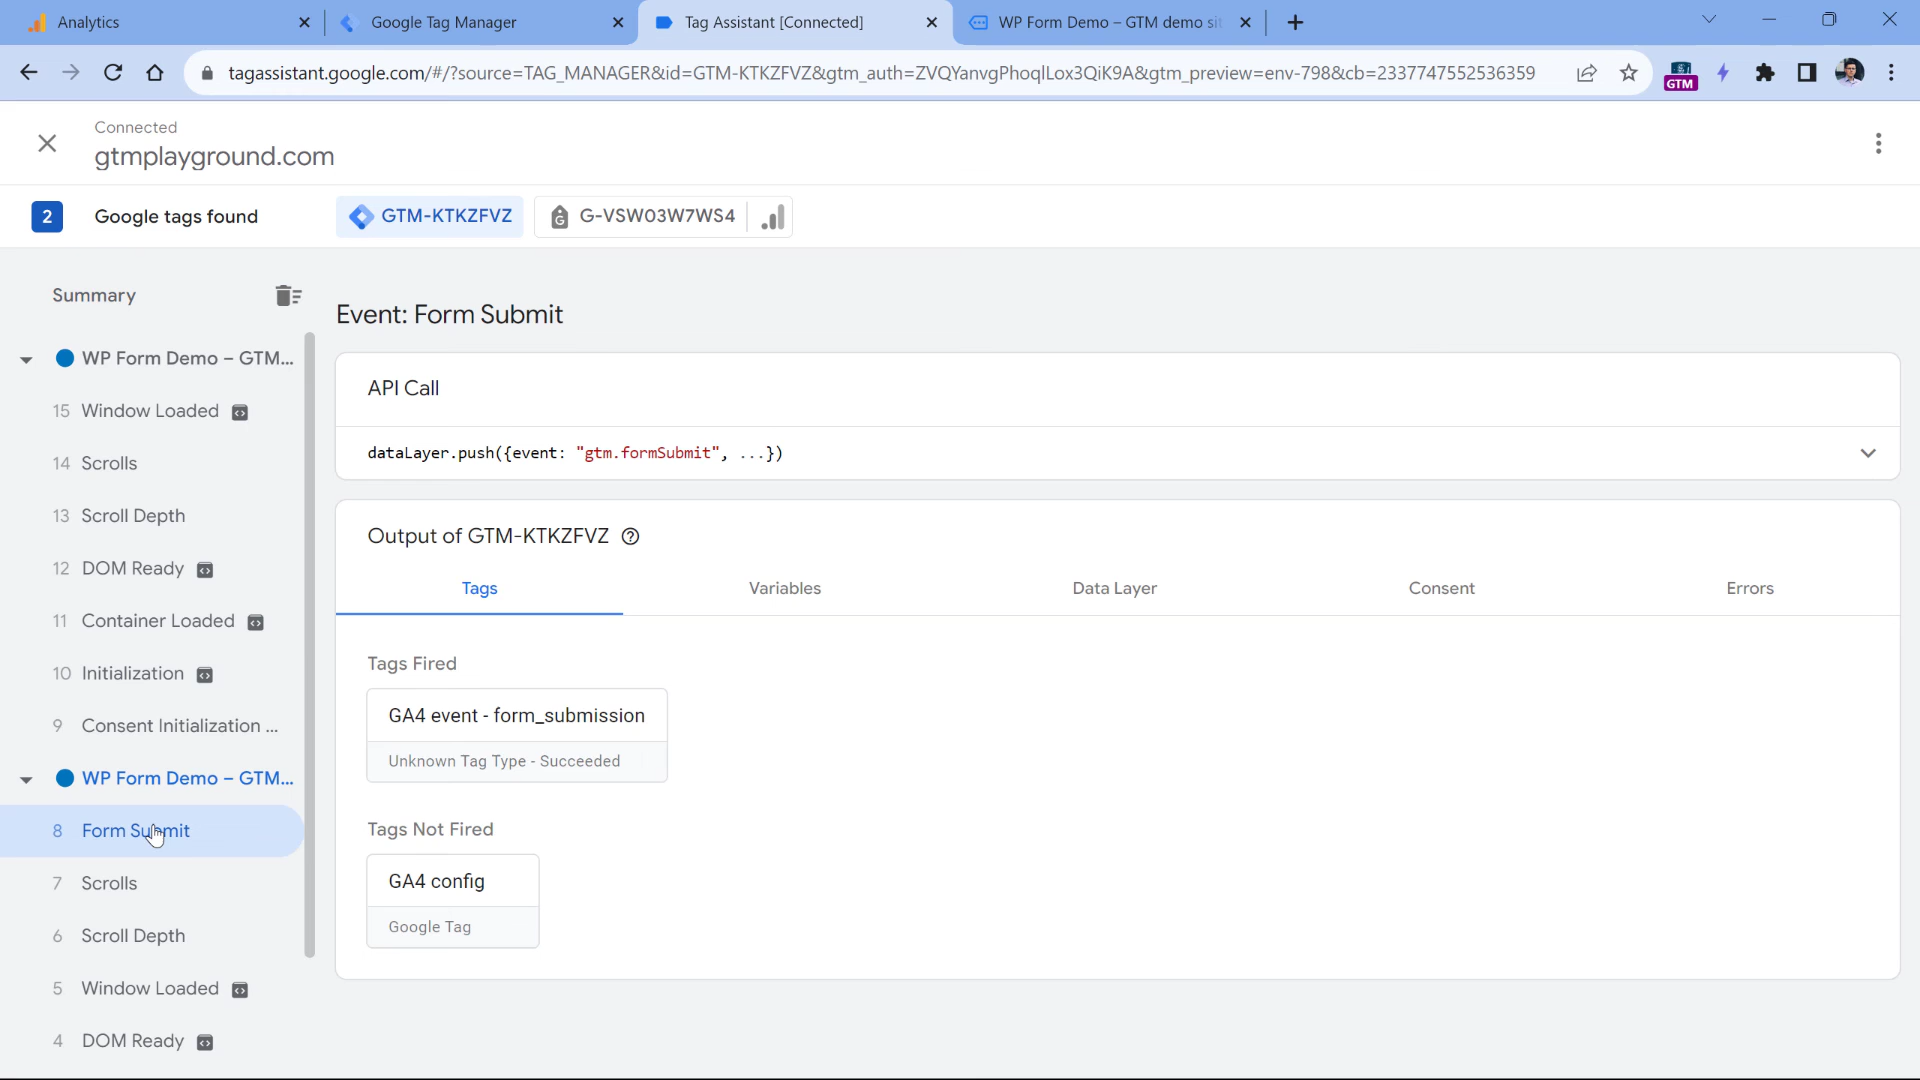 Analytics
Google Tag Manager
Tag Assistant [Connected]
WP Form Demo – GTM demo sit
tagassistant.google.com/#/?source=TAG_MANAGER&id=GTM-KTKZFVZ&gtm_auth=ZVQYanvgPhoqlLox3QiK9A&gtm_preview=env-798&cb=2337747552536359
GTM
Connected
gtmplayground.com
2 Google tags found
GTM-KTKZFVZ
G G-VSW03W7WS4
Summary
WP Form Demo – GTM...
15 Window Loaded
14 Scrolls
13 Scroll Depth
12 DOM Ready
11 Container Loaded
10 Initialization
9 Consent Initialization ...
WP Form Demo – GTM...
8 Form Submit
7 Scrolls
6 Scroll Depth
5 Window Loaded
4 DOM Ready
Event: Form Submit
API Call
dataLayer.push({event: "gtm.formSubmit", ...})
Output of GTM-KTKZFVZ
Tags
Variables
Data Layer
Consent
Errors
Tags Fired
GA4 event - form_submission
Unknown Tag Type - Succeeded
Tags Not Fired
GA4 config
Google Tag